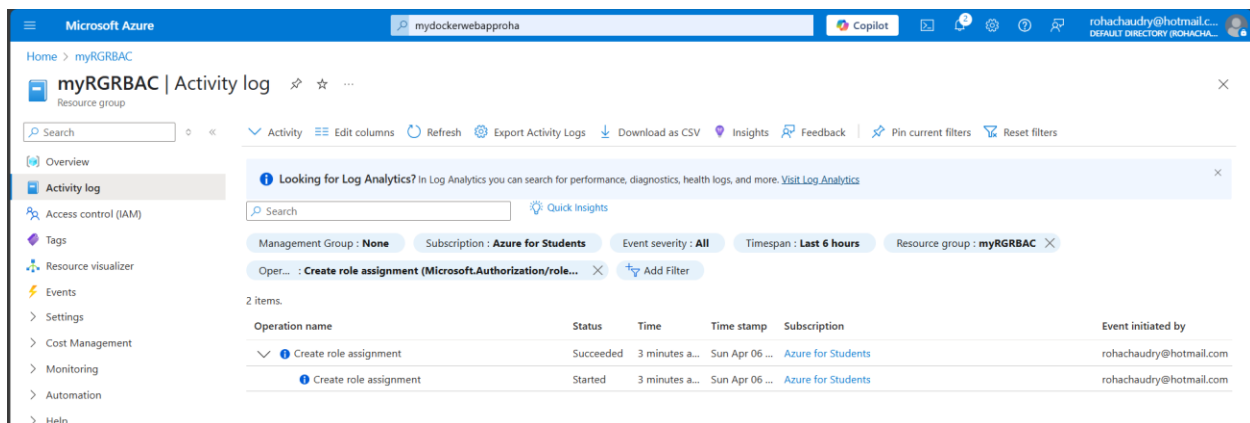 Microsoft Azure
mydockerwebapproha
Copilot
2
rohachaudry@hotmail.c...
DEFAULT DIRECTORY (ROHACHA...
Home > myRGRBAC
myRGRBAC | Activity log
Resource group
Search
Activity
Edit columns
Refresh
Export Activity Logs
Download as CSV
Insights
Feedback
Pin current filters
Reset filters
Overview
Activity log
Access control (IAM)
Tags
Resource visualizer
Events
Settings
Cost Management
Monitoring
Automation
Help
Looking for Log Analytics? In Log Analytics you can search for performance, diagnostics, health logs, and more. Visit Log Analytics
Search
Quick Insights
Management Group : None
Subscription : Azure for Students
Event severity : All
Timespan : Last 6 hours
Resource group : myRGRBAC
Oper... : Create role assignment (Microsoft.Authorization/role...
Add Filter
2 items.
Operation name Status Time Time stamp Subscription Event initiated by
Create role assignment Succeeded 3 minutes a... Sun Apr 06 ... Azure for Students rohachaudry@hotmail.com
Create role assignment Started 3 minutes a... Sun Apr 06 ... Azure for Students rohachaudry@hotmail.com